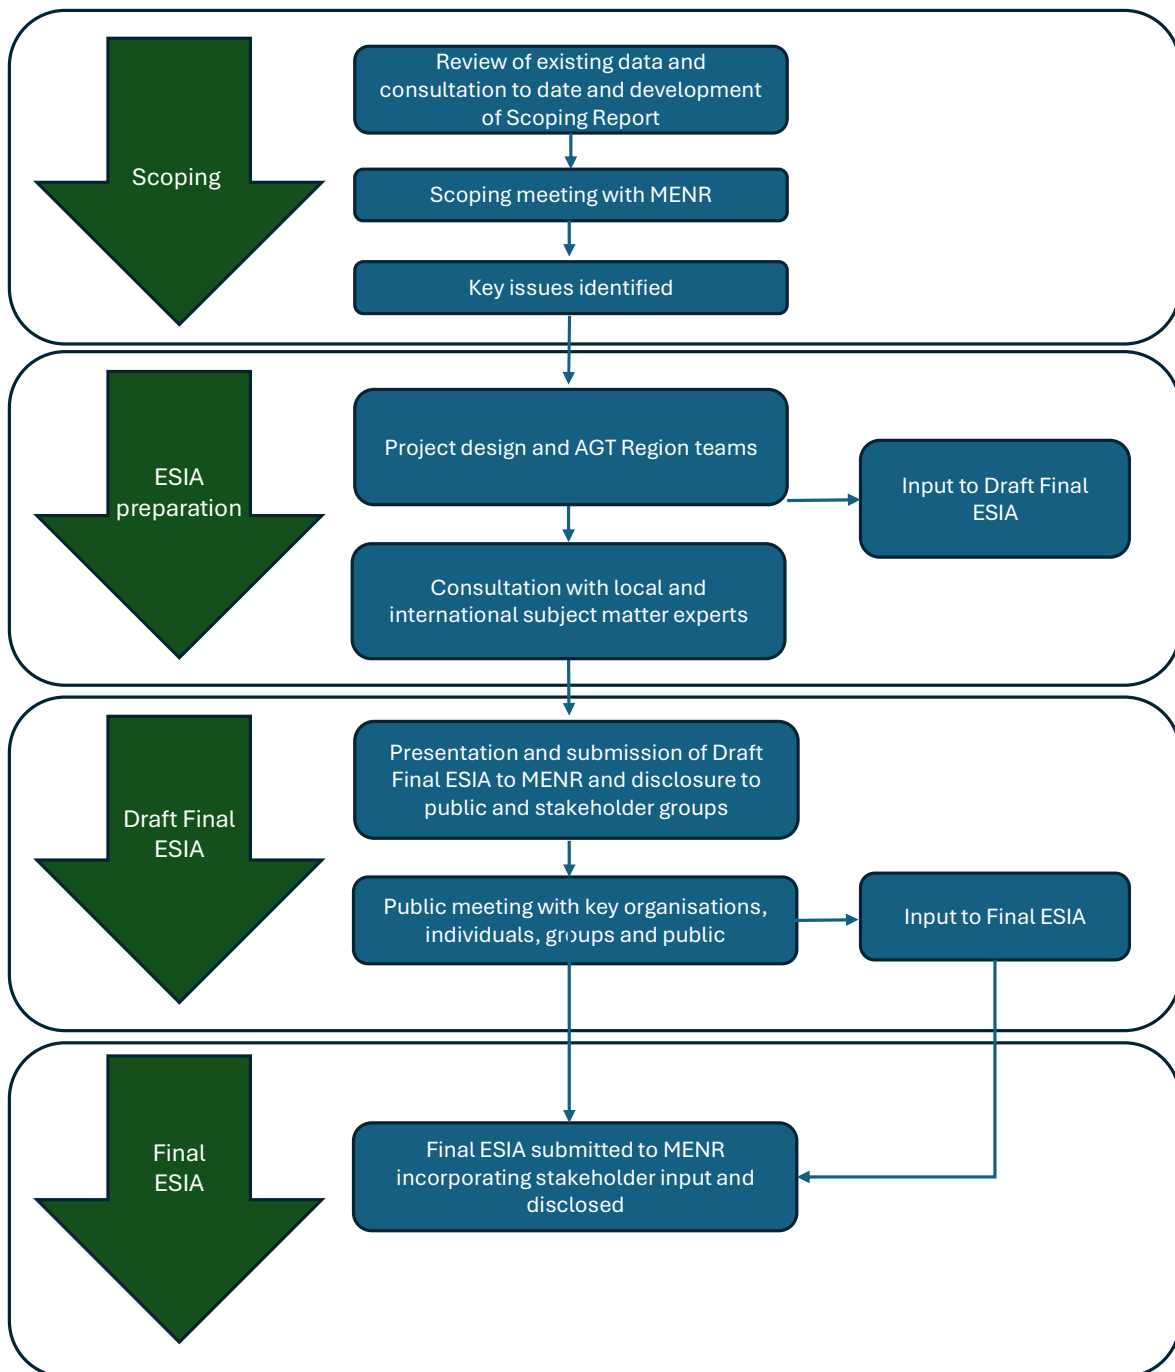 Scoping
Review of existing data and
consultation to date and development
of Scoping Report
Scoping meeting with MENR
Key issues identified
ESIA
preparation
Project design and AGT Region teams
Input to Draft Final
ESIA
Consultation with local and
international subject matter experts
Draft Final
ESIA
Presentation and submission of Draft
Final ESIA to MENR and disclosure to
public and stakeholder groups
Public meeting with key organisations,
individuals, groups and public
Input to Final ESIA
Final
ESIA
Final ESIA submitted to MENR
incorporating stakeholder input and
disclosed